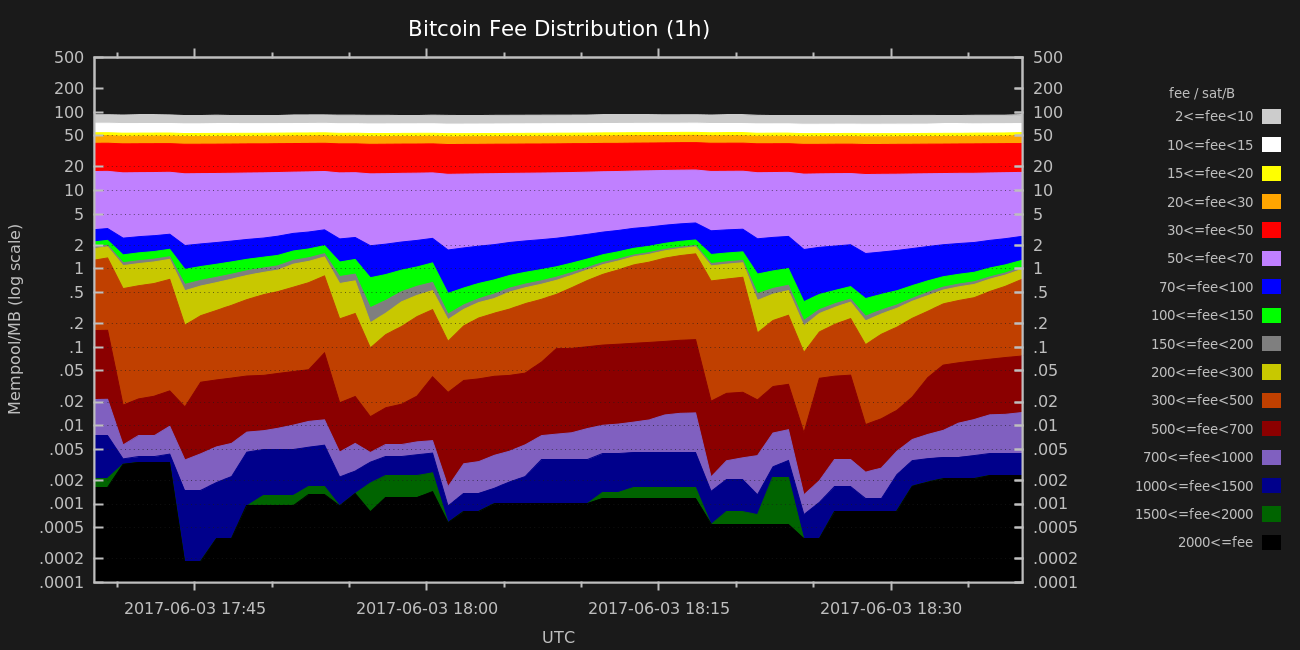 Bitcoin Fee Distribution (1h)
500 500
200 200
100 100
50 50
20 20
10 10
5 5
2 2
1 1
.5 .5
.2 .2
.1 .1
.05 .05
.02 .02
.01 .01
.005 .005
.002 .002
.001 .001
.0005 .0005
.0002 .0002
.0001 .0001
Mempool/MB (log scale)
2017-06-03 17:45 2017-06-03 18:00 2017-06-03 18:15 2017-06-03 18:30
UTC
fee / sat/B
2<=fee<10
10<=fee<15
15<=fee<20
20<=fee<30
30<=fee<50
50<=fee<70
70<=fee<100
100<=fee<150
150<=fee<200
200<=fee<300
300<=fee<500
500<=fee<700
700<=fee<1000
1000<=fee<1500
1500<=fee<2000
2000<=fee